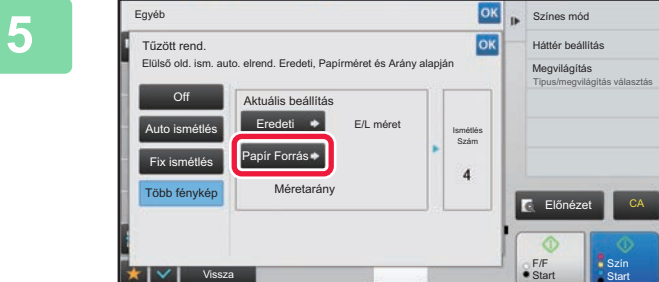 5
Egyéb
OK
Tűzött rend.
OK
Elülső old. ism. auto. elrend. Eredeti, Papírméret és Arány alapján
Off
Auto ismétlés
Fix ismétlés
Több fénykép
Aktuális beállítás
Eredeti
E/L méret
Papír Forrás
Méretarány
Ismétlés
Szám
4
Vissza
Színes mód
Háttér beállítás
Megvilágítás
Típus/megvilágítás választás
Előnézet
CA
F/F
Start
Szín
Start